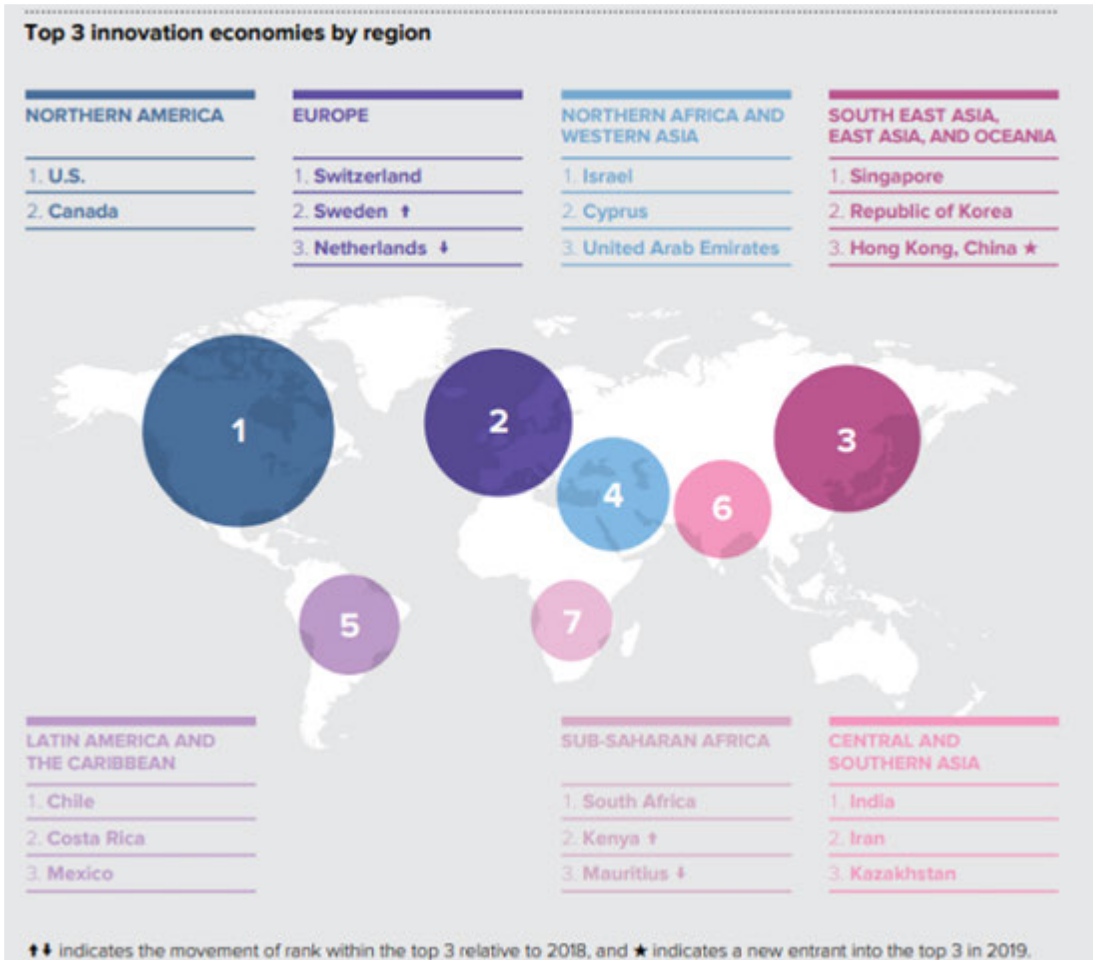 Top 3 innovation economies by region
NORTHERN AMERICA
1. U.S.
2. Canada
EUROPE
1. Switzerland
2. Sweden ⬆
3. Netherlands ⬇
NORTHERN AFRICA AND
WESTERN ASIA
1. Israel
2. Cyprus
3. United Arab Emirates
SOUTH EAST ASIA,
EAST ASIA, AND OCEANIA
1. Singapore
2. Republic of Korea
3. Hong Kong, China ★
1
2
3
4
6
5
7
LATIN AMERICA AND
THE CARIBBEAN
1. Chile
2. Costa Rica
3. Mexico
SUB-SAHARAN AFRICA
1. South Africa
2. Kenya ⬆
3. Mauritius ⬇
CENTRAL AND
SOUTHERN ASIA
1. India
2. Iran
3. Kazakhstan
⬆⬇ indicates the movement of rank within the top 3 relative to 2018, and ★ indicates a new entrant into the top 3 in 2019.